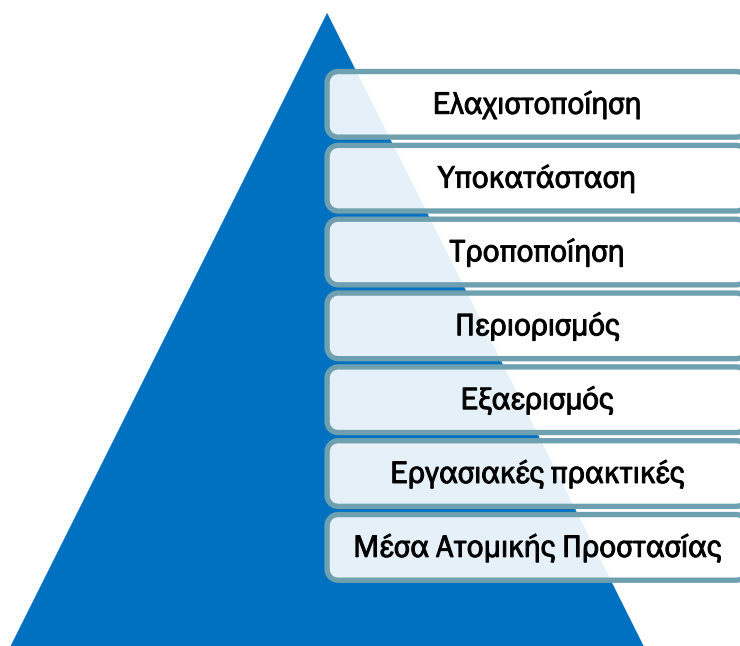 Ελαχιστοποίηση
Υποκατάσταση
Τροποποίηση
Περιορισμός
Εξαερισμός
Εργασιακές πρακτικές
Μέσα Ατομικής Προστασίας